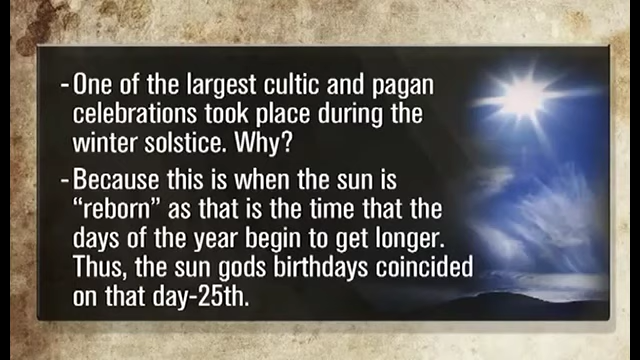 -One of the largest cultic and pagan
celebrations took place during the
winter solstice. Why?
-Because this is when the sun is
“reborn” as that is the time that the
days of the year begin to get longer.
Thus, the sun gods birthdays coincided
on that day-25th.